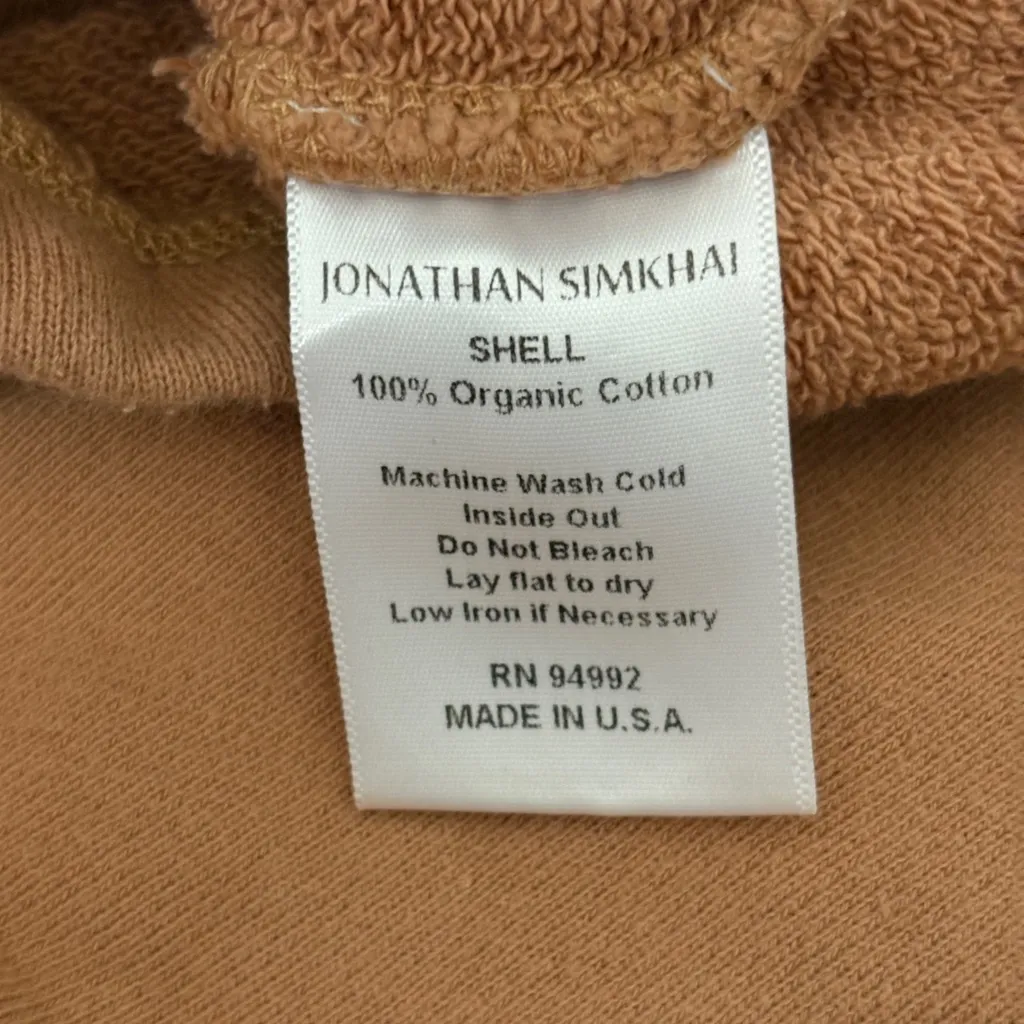 JONATHAN SIMKHAI
SHELL
100% Organic Cotton
Machine Wash Cold
Inside Out
Do Not Bleach
Lay flat to dry
Low Iron if Necessary
RN 94992
MADE IN U.S.A.